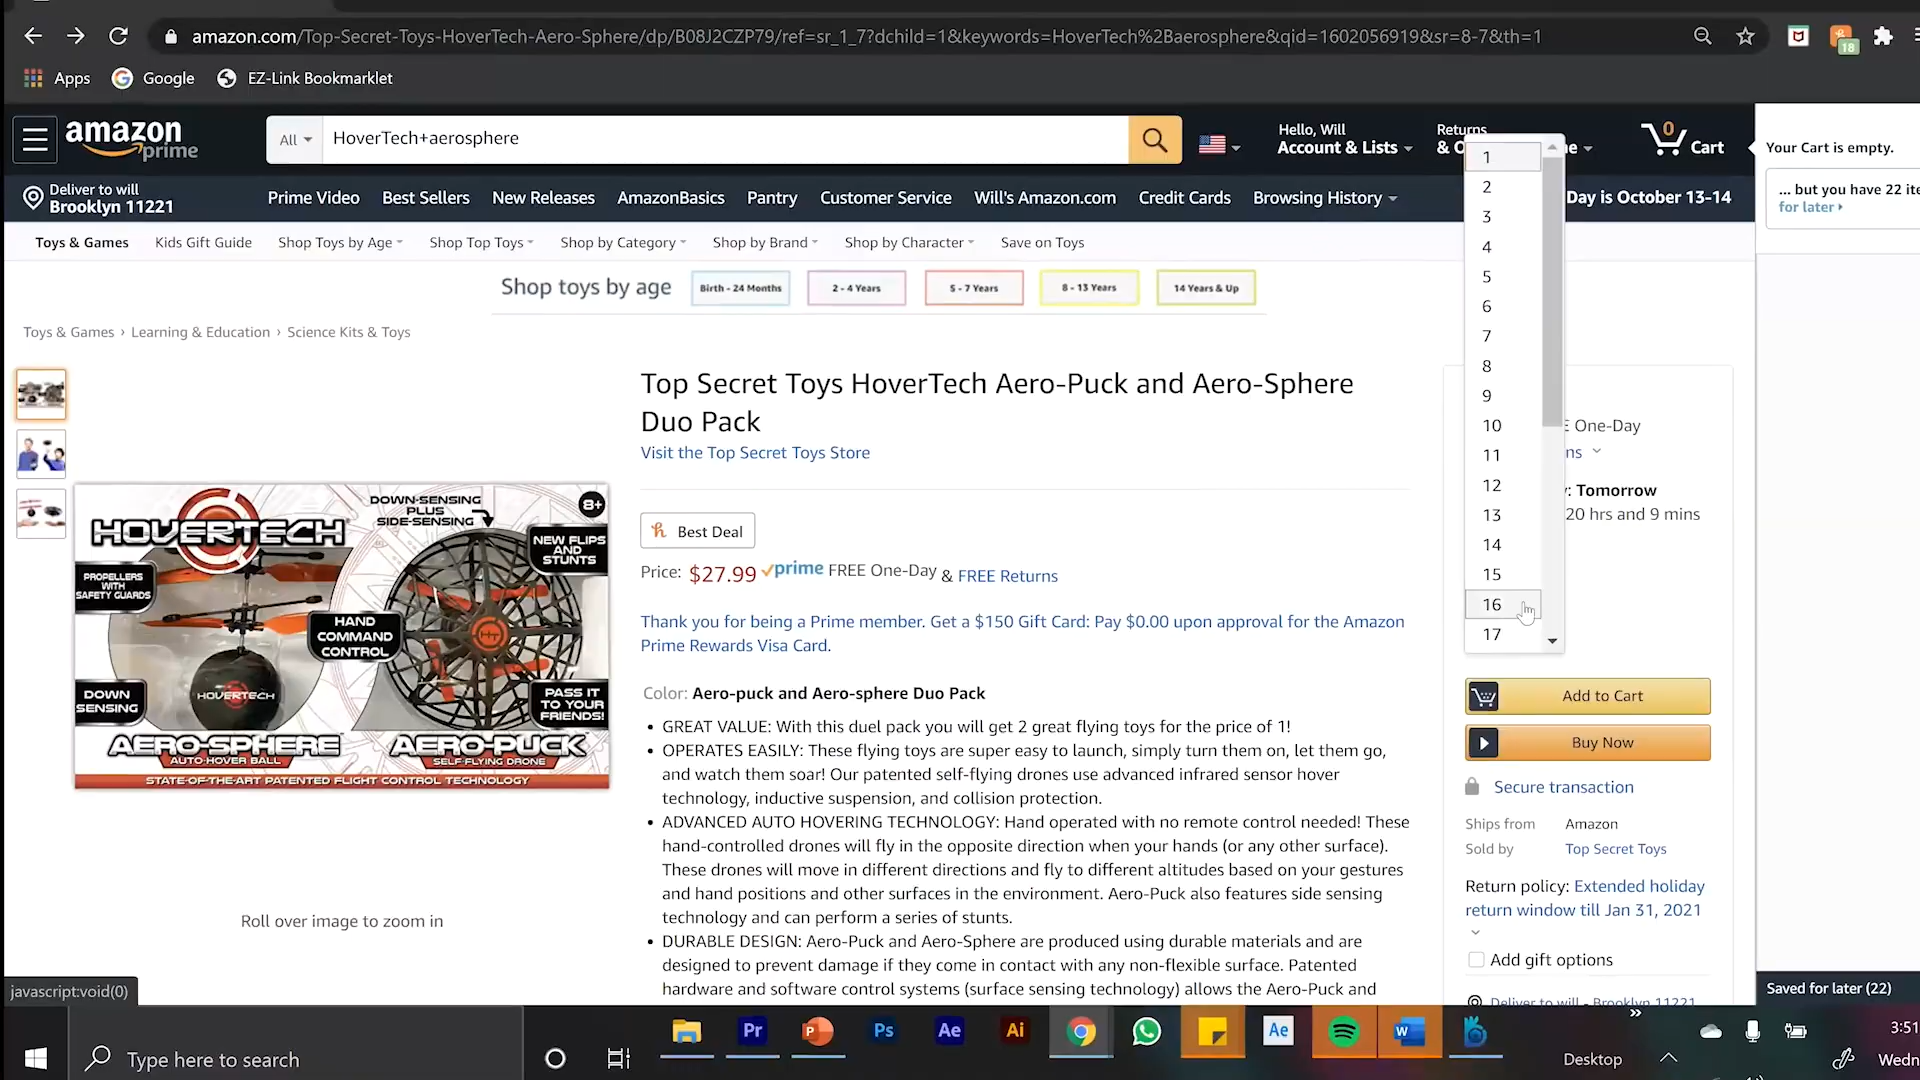 amazon.com/Top-Secret-Toys-HoverTech-Aero-Sphere/dp/B08J2CZP79/ref=sr_1_7?dchild=1&keywords=HoverTech%2Baerosphere&qid=1602056919&sr=8-7&th=1
18
Apps Google EZ-Link Bookmarklet
amazon prime
All HoverTech+aerosphere
Hello, Will
Account & Lists
Returns
& O
0
Cart
Your Cart is empty.
... but you have 22 ite
for later
Deliver to will
Brooklyn 11221
Prime Video Best Sellers New Releases AmazonBasics Pantry Customer Service Will's Amazon.com Credit Cards Browsing History
Day is October 13-14
Toys & Games Kids Gift Guide Shop Toys by Age Shop Top Toys Shop by Category Shop by Brand Shop by Character Save on Toys
Shop toys by age Birth - 24 Months 2 - 4 Years 5 - 7 Years 8 - 13 Years 14 Years & Up
Toys & Games › Learning & Education › Science Kits & Toys
1
2
3
4
5
6
7
8
9
10
11
12
13
14
15
16
17
Top Secret Toys HoverTech Aero-Puck and Aero-Sphere
Duo Pack
Visit the Top Secret Toys Store
Best Deal
Price: $27.99 prime FREE One-Day & FREE Returns
Thank you for being a Prime member. Get a $150 Gift Card: Pay $0.00 upon approval for the Amazon
Prime Rewards Visa Card.
Color: Aero-puck and Aero-sphere Duo Pack
• GREAT VALUE: With this duel pack you will get 2 great flying toys for the price of 1!
• OPERATES EASILY: These flying toys are super easy to launch, simply turn them on, let them go,
and watch them soar! Our patented self-flying drones use advanced infrared sensor hover
technology, inductive suspension, and collision protection.
• ADVANCED AUTO HOVERING TECHNOLOGY: Hand operated with no remote control needed! These
hand-controlled drones will fly in the opposite direction when your hands (or any other surface).
These drones will move in different directions and fly to different altitudes based on your gestures
and hand positions and other surfaces in the environment. Aero-Puck also features side sensing
technology and can perform a series of stunts.
• DURABLE DESIGN: Aero-Puck and Aero-Sphere are produced using durable materials and are
designed to prevent damage if they come in contact with any non-flexible surface. Patented
hardware and software control systems (surface sensing technology) allows the Aero-Puck and
HOVERTECH
DOWN-SENSING
PLUS
SIDE-SENSING
8+
NEW FLIPS
AND
STUNTS
PROPELLERS
WITH
SAFETY GUARDS
HAND
COMMAND
CONTROL
HT
HOVERTECH
DOWN
SENSING
PASS IT
TO YOUR
FRIENDS!
AERO-SPHERE
AUTO-HOVER BALL
AERO-PUCK
SELF-FLYING DRONE
STATE-OF-THE-ART PATENTED FLIGHT CONTROL TECHNOLOGY
Roll over image to zoom in
One-Day
ns
: Tomorrow
20 hrs and 9 mins
Add to Cart
Buy Now
Secure transaction
Ships from Amazon
Sold by Top Secret Toys
Return policy: Extended holiday
return window till Jan 31, 2021
Add gift options
Deliver to will - Brooklyn 11221
Saved for later (22)
javascript:void(0)
Type here to search
Pr
Ps
Ae
Ai
Ae
Desktop
3:51
Wedn